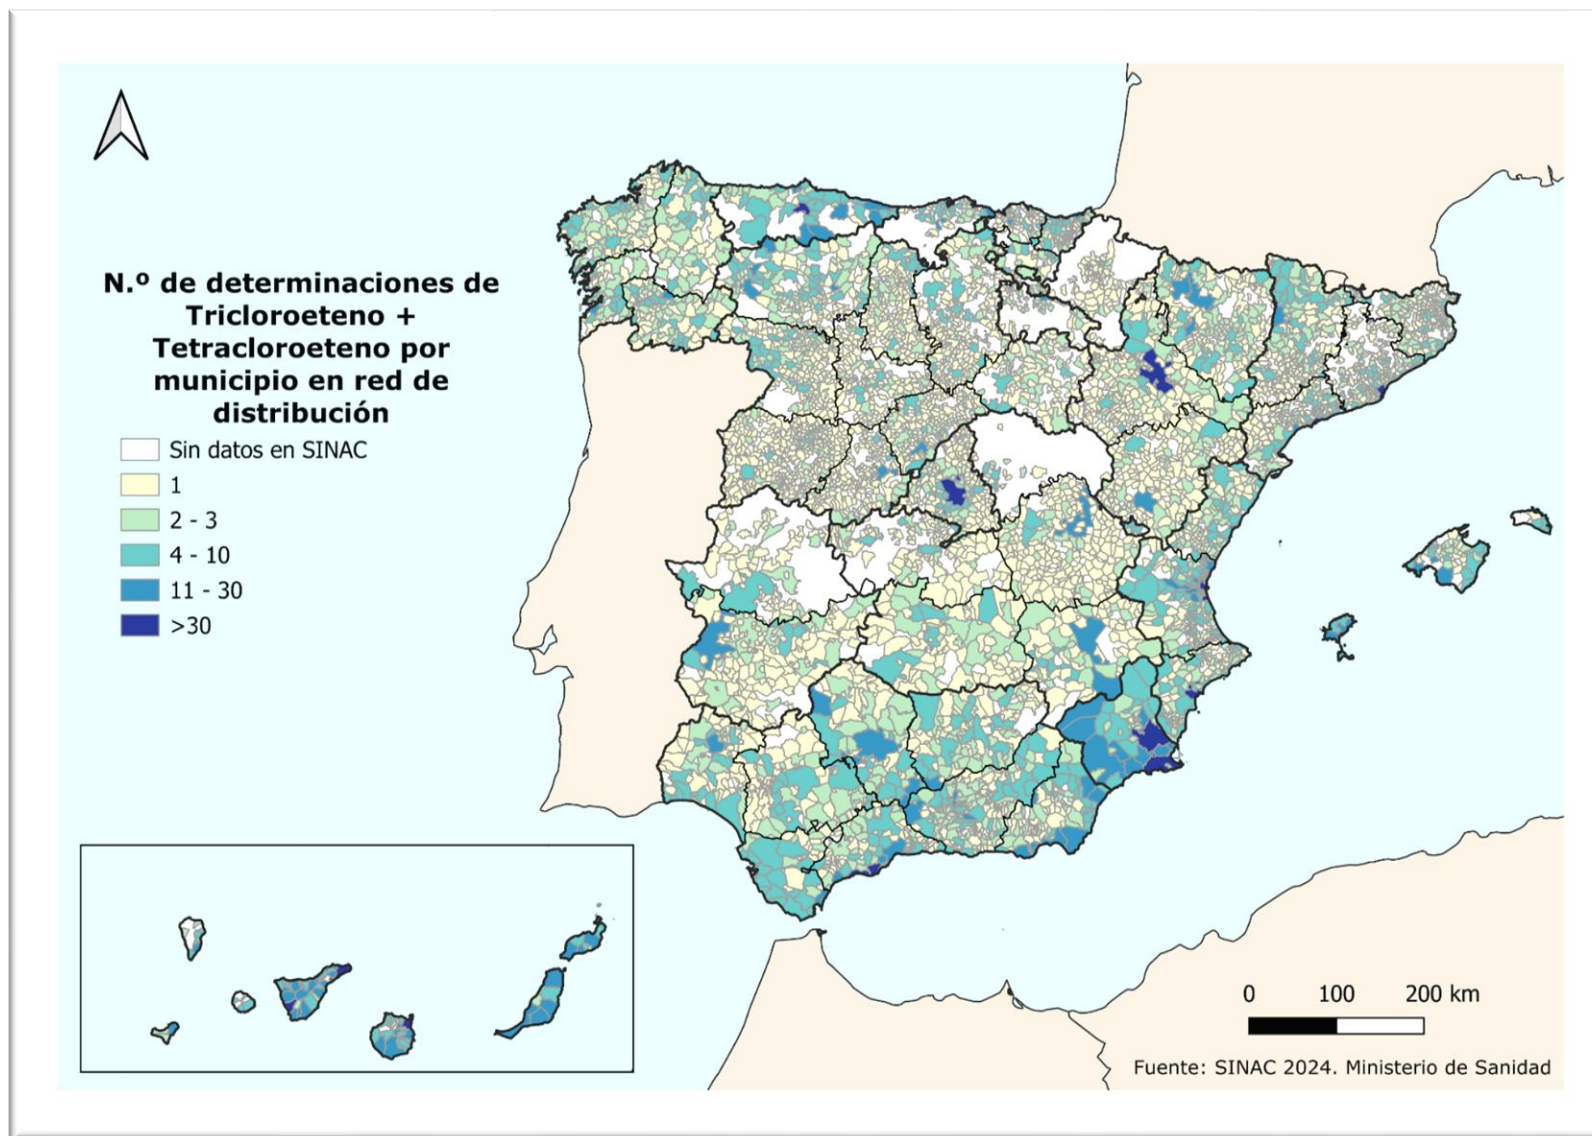 N.º de determinaciones de
Tricloroeteno +
Tetracloroeteno por
municipio en red de
distribución
Sin datos en SINAC
1
2 - 3
4 - 10
11 - 30
>30
0 100 200 km
Fuente: SINAC 2024. Ministerio de Sanidad